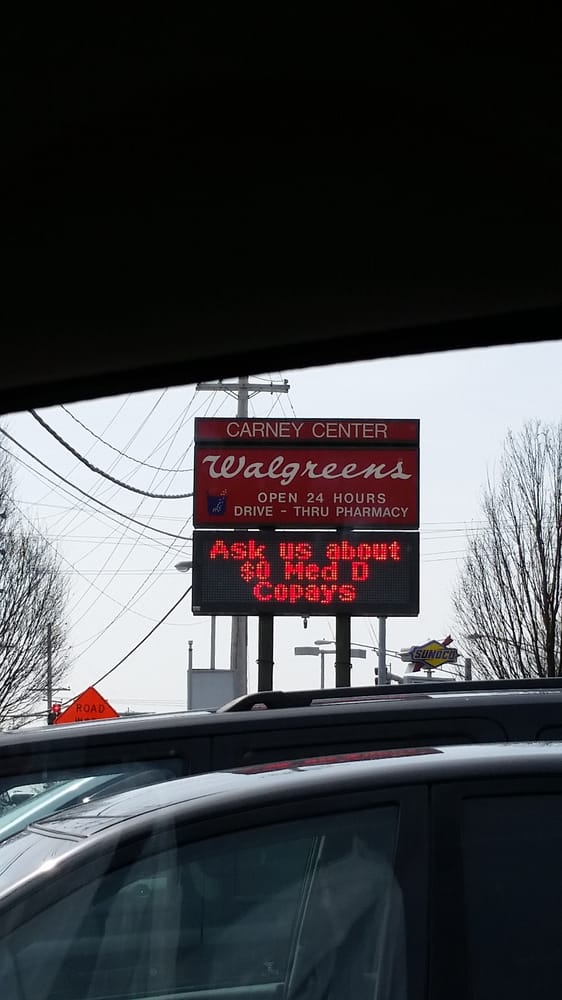 CARNEY CENTER
Walgreens
OPEN 24 HOURS
DRIVE - THRU PHARMACY
Ask us about
$0 Med D
Copays
SUNOCO
ROAD